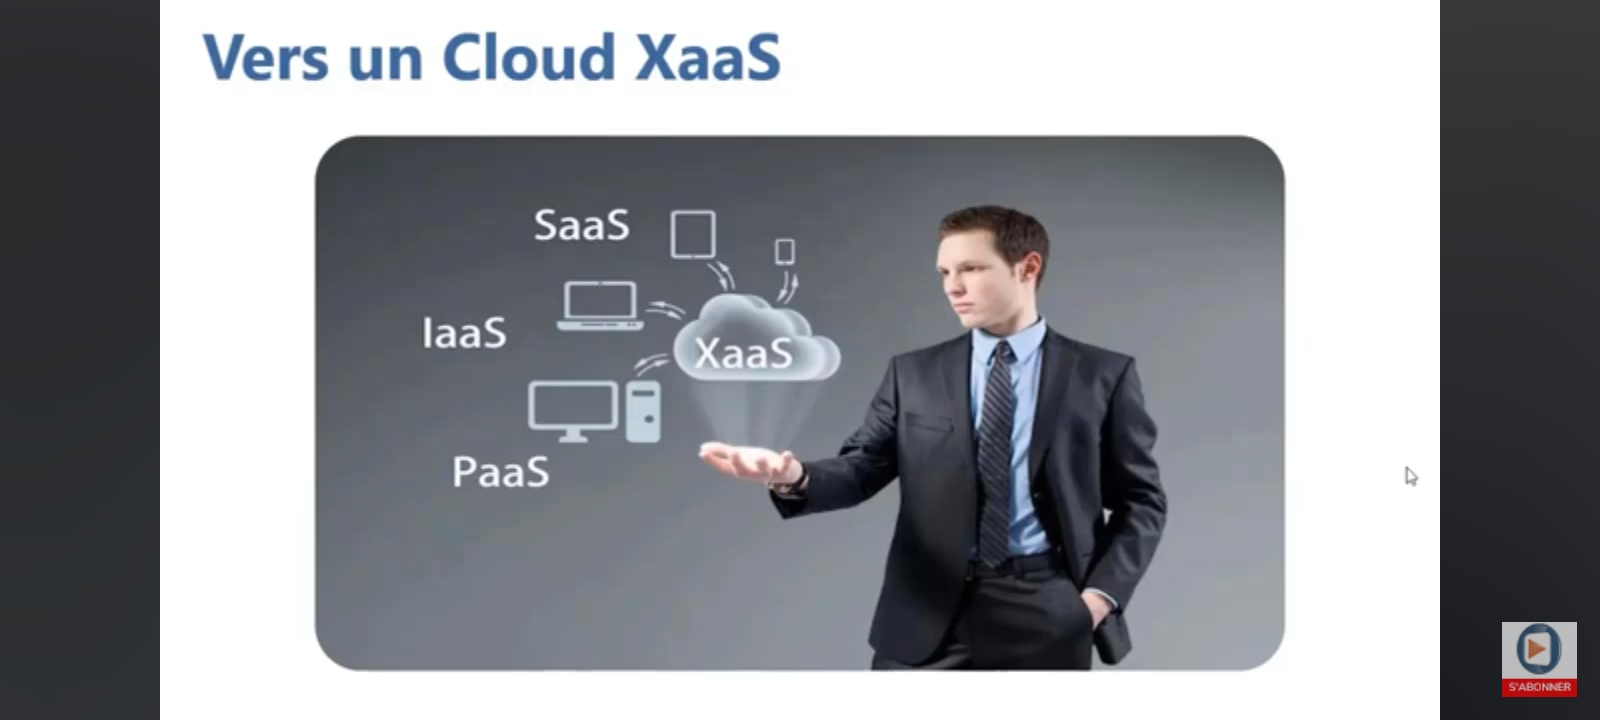 Vers un Cloud XaaS
SaaS
IaaS
XaaS
PaaS
S'ABONNER